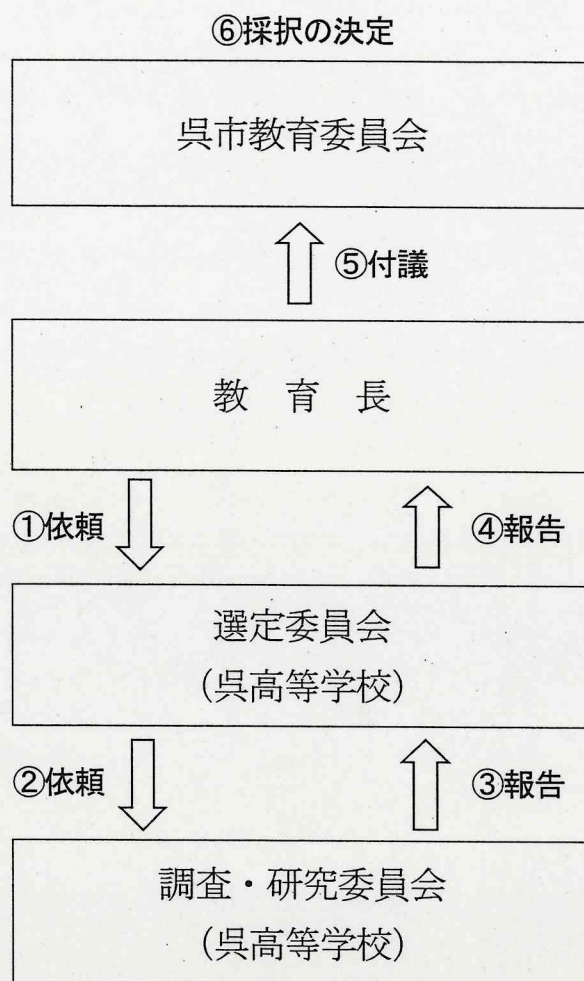 ⑥採択の決定
呉市教育委員会
⑤付議
教 育 長
①依頼
④報告
選定委員会
(呉高等学校)
②依頼
③報告
調査・研究委員会
(呉高等学校)